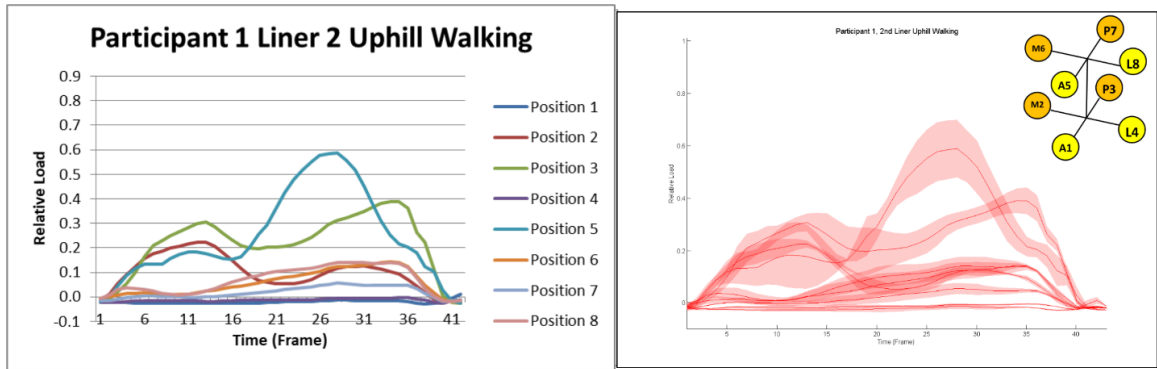 Participant 1 Liner 2 Uphill Walking
0.9
0.8
0.7
0.6
0.5
0.4
0.3
0.2
0.1
0.0
-0.1
Relative Load
1 6 11 16 21 26 31 36 41
Time (Frame)
Position 1
Position 2
Position 3
Position 4
Position 5
Position 6
Position 7
Position 8
Participant 1, 2nd Liner Uphill Walking
1
0.8
0.6
0.4
0.2
0
Relative Load
5 10 15 20 25 30 35 40
Time (Frame)
P7
M6
L8
A5
P3
M2
L4
A1